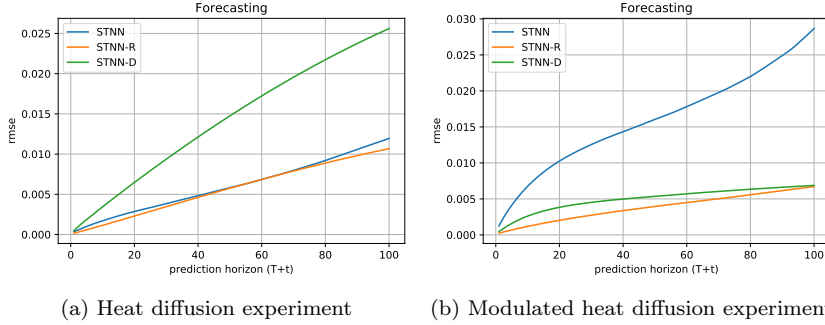 Forecasting
STNN
STNN-R
STNN-D
0.025
0.020
0.015
0.010
0.005
0.000
rmse
0 20 40 60 80 100
prediction horizon (T+t)
(a) Heat diffusion experiment
Forecasting
STNN
STNN-R
STNN-D
0.030
0.025
0.020
0.015
0.010
0.005
0.000
rmse
0 20 40 60 80 100
prediction horizon (T+t)
(b) Modulated heat diffusion experimen